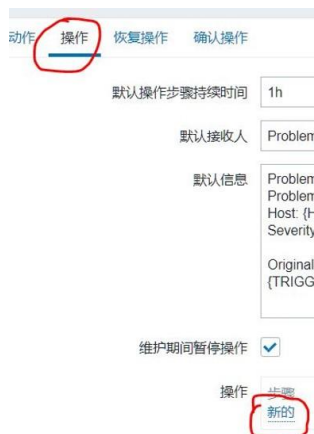 动作 操作 恢复操作 确认操作
默认操作步骤持续时间 1h
默认接收人 Problem
默认信息 Problem
Problem
Host: {H
Severity
Original
{TRIGG
维护期间暂停操作
操作 步骤
新的